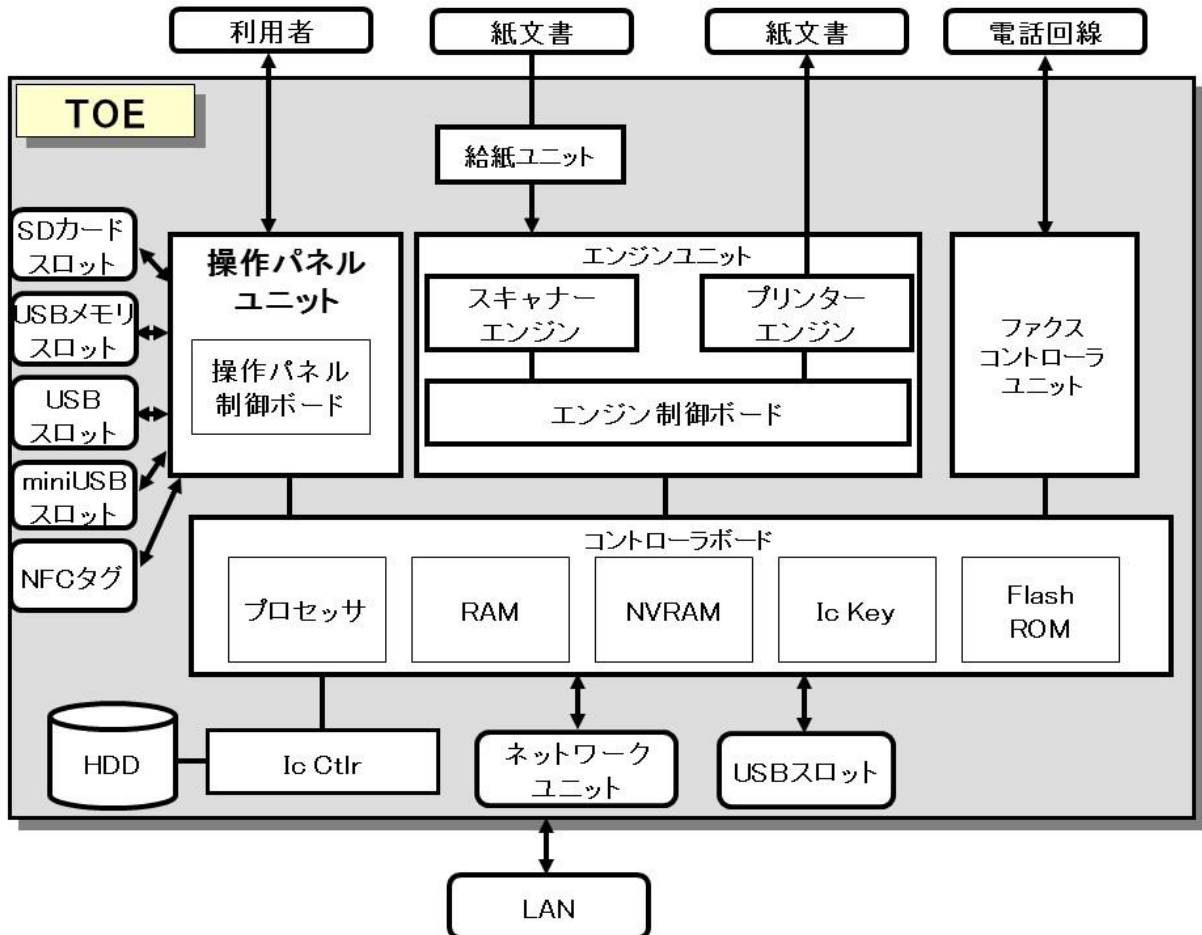 利用者
紙文書
紙文書
電話回線
TOE
給紙ユニット
SDカード
スロット
USBメモリ
スロット
USB
スロット
miniUSB
スロット
NFCタグ
操作パネル
ユニット
操作パネル
制御ボード
エンジンユニット
スキャナー
エンジン
プリンター
エンジン
エンジン制御ボード
ファクス
コントローラ
ユニット
コントローラボード
プロセッサ
RAM
NVRAM
Ic Key
Flash
ROM
HDD
Ic Ctlr
ネットワーク
ユニット
USBスロット
LAN